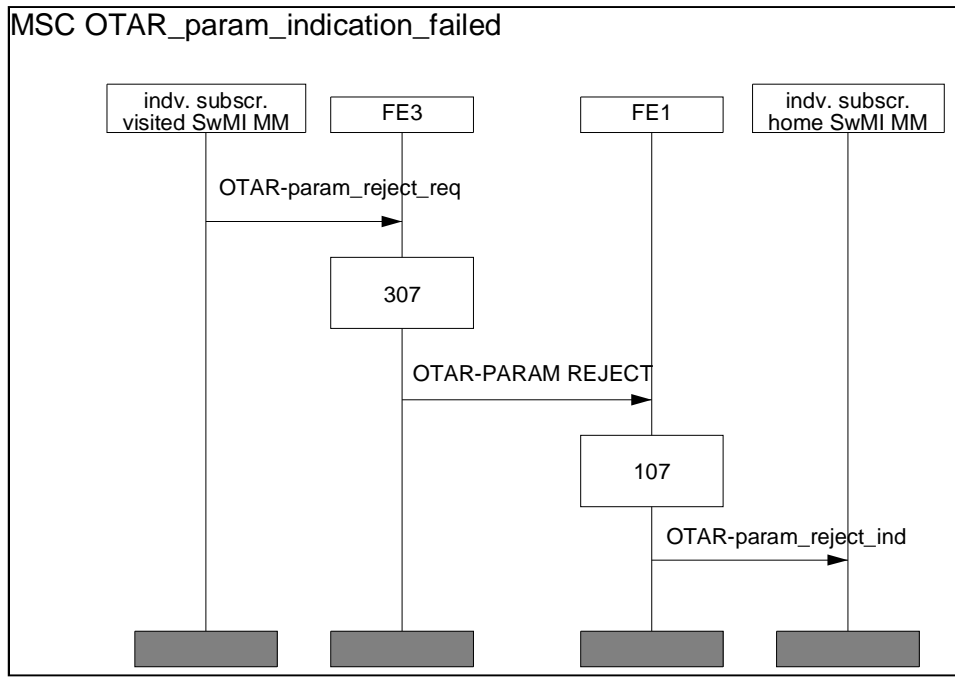 MSC OTAR_param_indication_failed
indv. subscr.
visited SwMI MM
FE3
FE1
indv. subscr.
home SwMI MM
OTAR-param_reject_req
307
OTAR-PARAM REJECT
107
OTAR-param_reject_ind